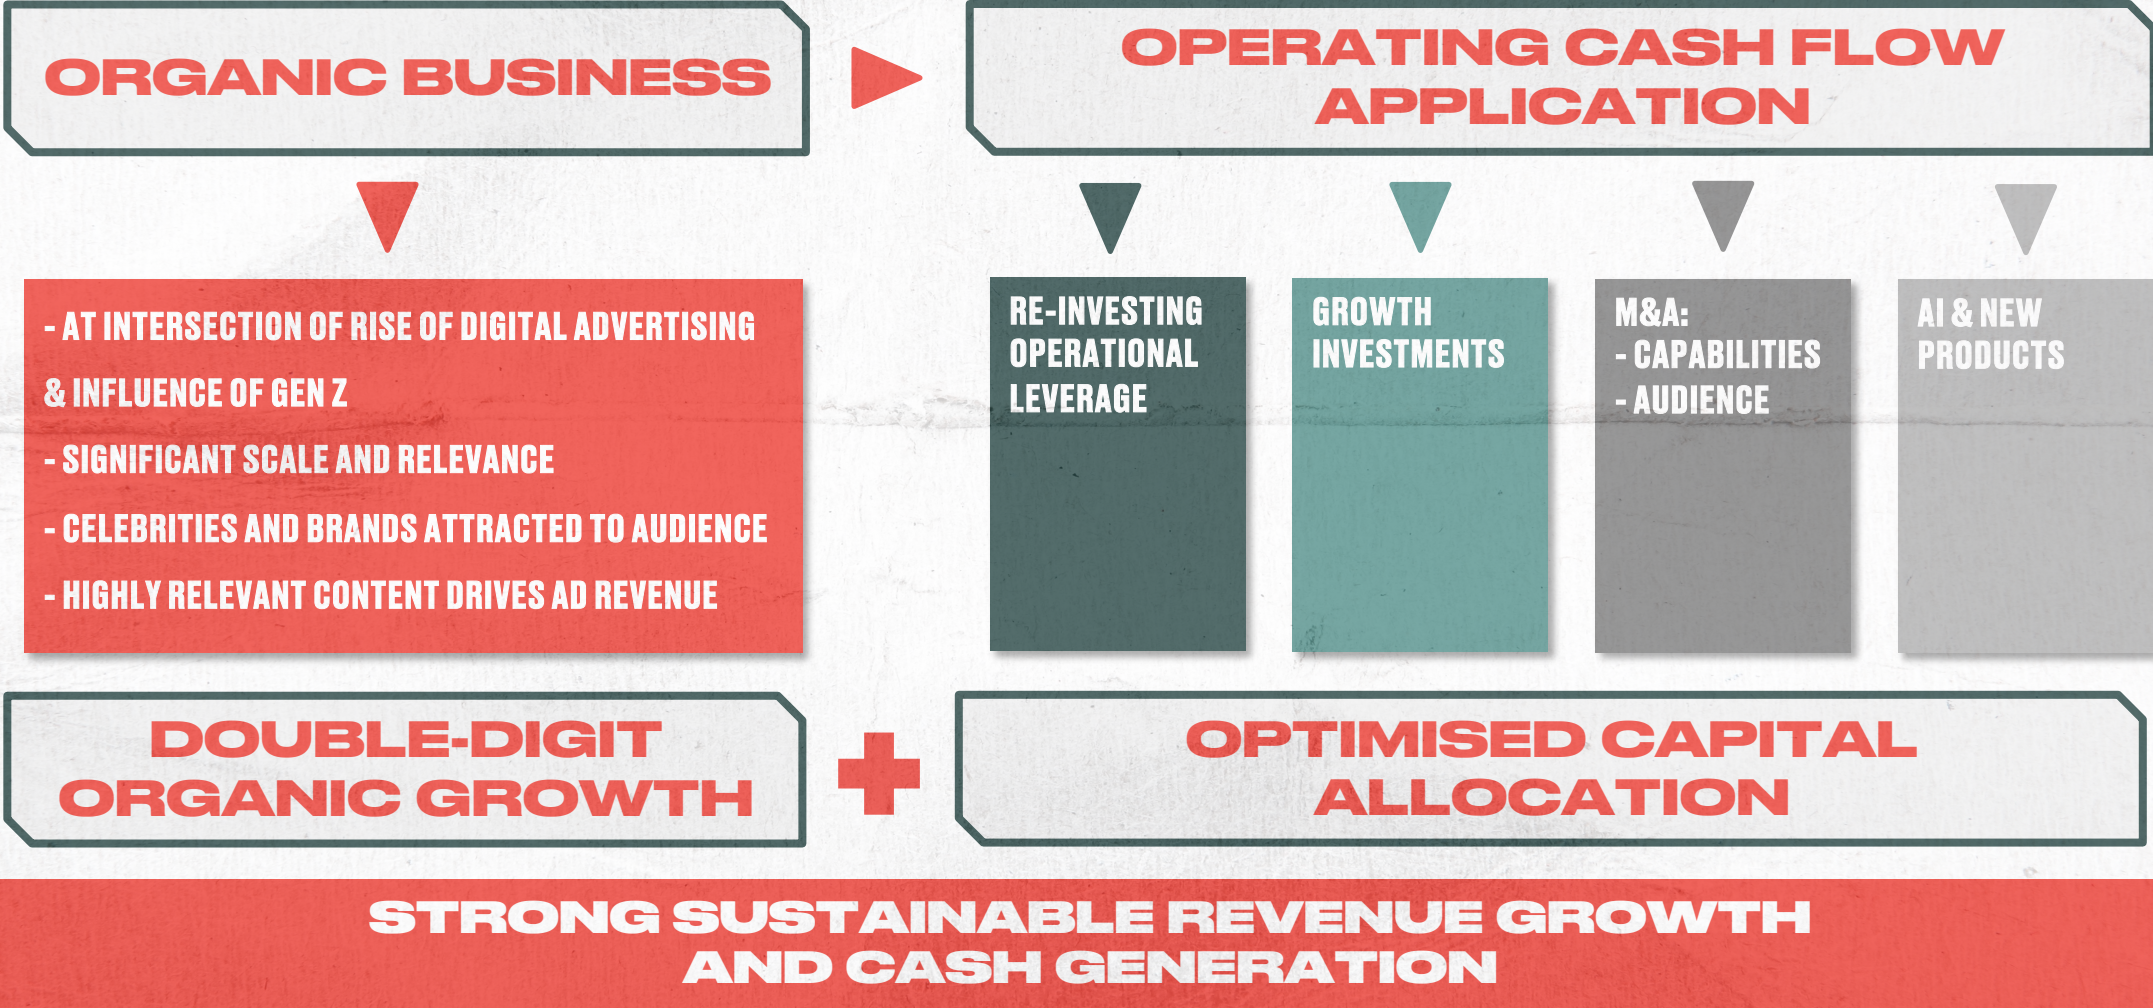 ORGANIC BUSINESS
OPERATING CASH FLOW
APPLICATION
- AT INTERSECTION OF RISE OF DIGITAL ADVERTISING
& INFLUENCE OF GEN Z
- SIGNIFICANT SCALE AND RELEVANCE
- CELEBRITIES AND BRANDS ATTRACTED TO AUDIENCE
- HIGHLY RELEVANT CONTENT DRIVES AD REVENUE
RE-INVESTING
OPERATIONAL
LEVERAGE
GROWTH
INVESTMENTS
M&A:
- CAPABILITIES
- AUDIENCE
AI & NEW
PRODUCTS
DOUBLE-DIGIT
ORGANIC GROWTH
OPTIMISED CAPITAL
ALLOCATION
STRONG SUSTAINABLE REVENUE GROWTH
AND CASH GENERATION